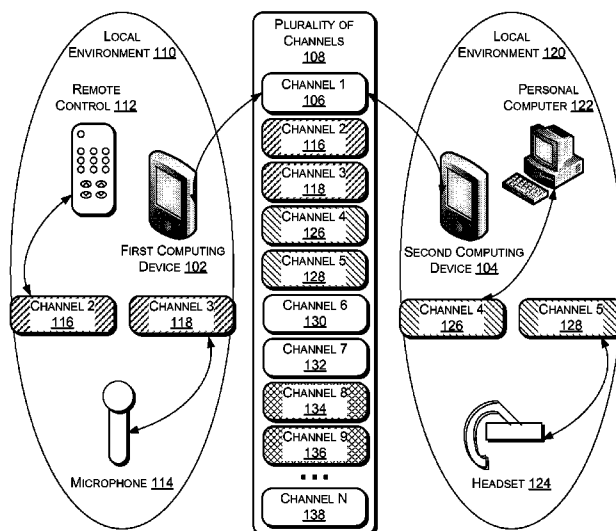 LOCAL
ENVIRONMENT 110
REMOTE
CONTROL 112
FIRST COMPUTING
DEVICE 102
CHANNEL 2
116
CHANNEL 3
118
MICROPHONE 114
PLURALITY OF
CHANNELS
108
CHANNEL 1
106
CHANNEL 2
116
CHANNEL 3
118
CHANNEL 4
126
CHANNEL 5
128
CHANNEL 6
130
CHANNEL 7
132
CHANNEL 8
134
CHANNEL 9
136
CHANNEL N
138
LOCAL
ENVIRONMENT 120
PERSONAL
COMPUTER 122
SECOND COMPUTING
DEVICE 104
CHANNEL 4
126
CHANNEL 5
128
HEADSET 124